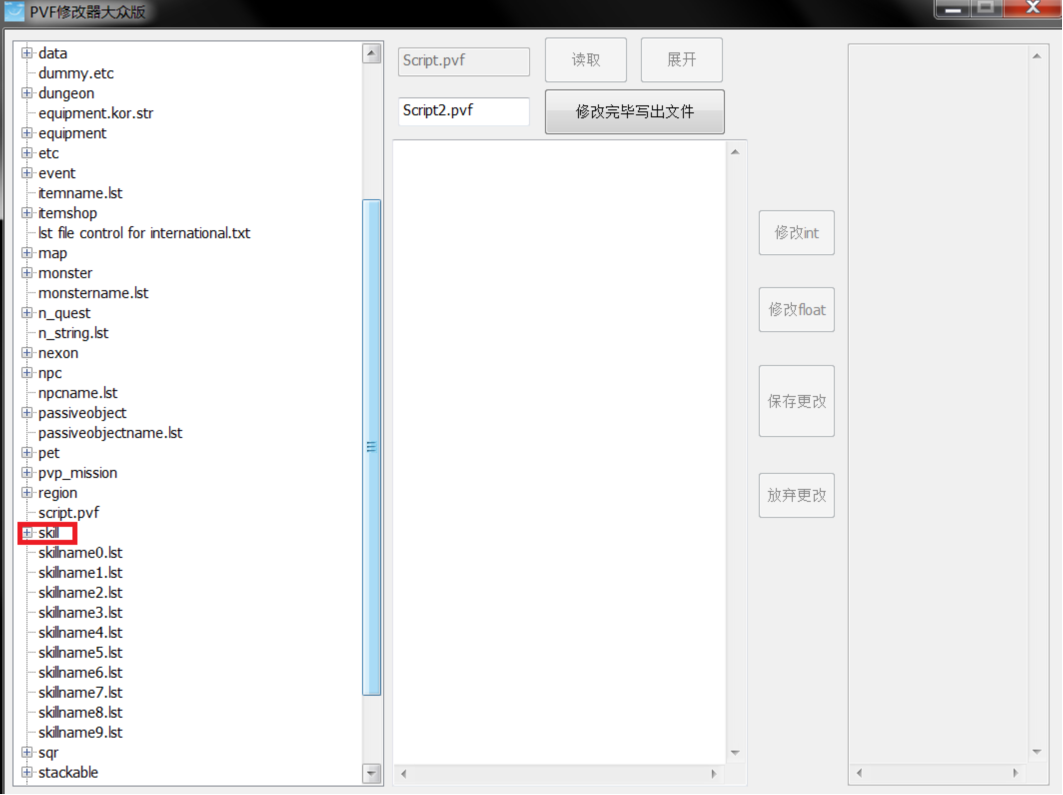 PVF修改器大众版
data
dummy.etc
dungeon
equipment.kor.str
equipment
etc
event
itemname.lst
itemshop
lst file control for international.txt
map
monster
monstername.lst
n_quest
n_string.lst
nexon
npc
npcname.lst
passiveobject
passiveobjectname.lst
pet
pvp_mission
region
script.pvf
skill
skillname0.lst
skillname1.lst
skillname2.lst
skillname3.lst
skillname4.lst
skillname5.lst
skillname6.lst
skillname7.lst
skillname8.lst
skillname9.lst
sqr
stackable
Script.pvf
读取
展开
Script2.pvf
修改完毕写出文件
修改int
修改float
保存更改
放弃更改